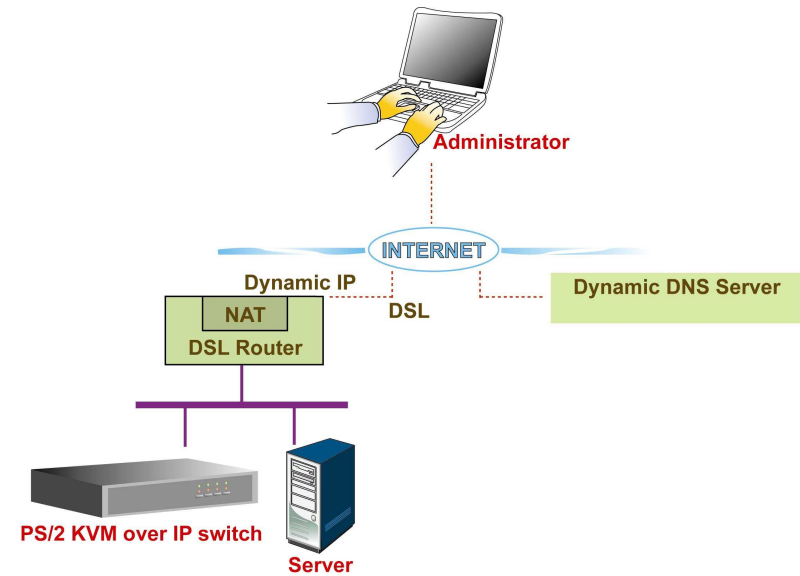 Administrator
INTERNET
Dynamic IP
DSL
Dynamic DNS Server
NAT
DSL Router
PS/2 KVM over IP switch
Server